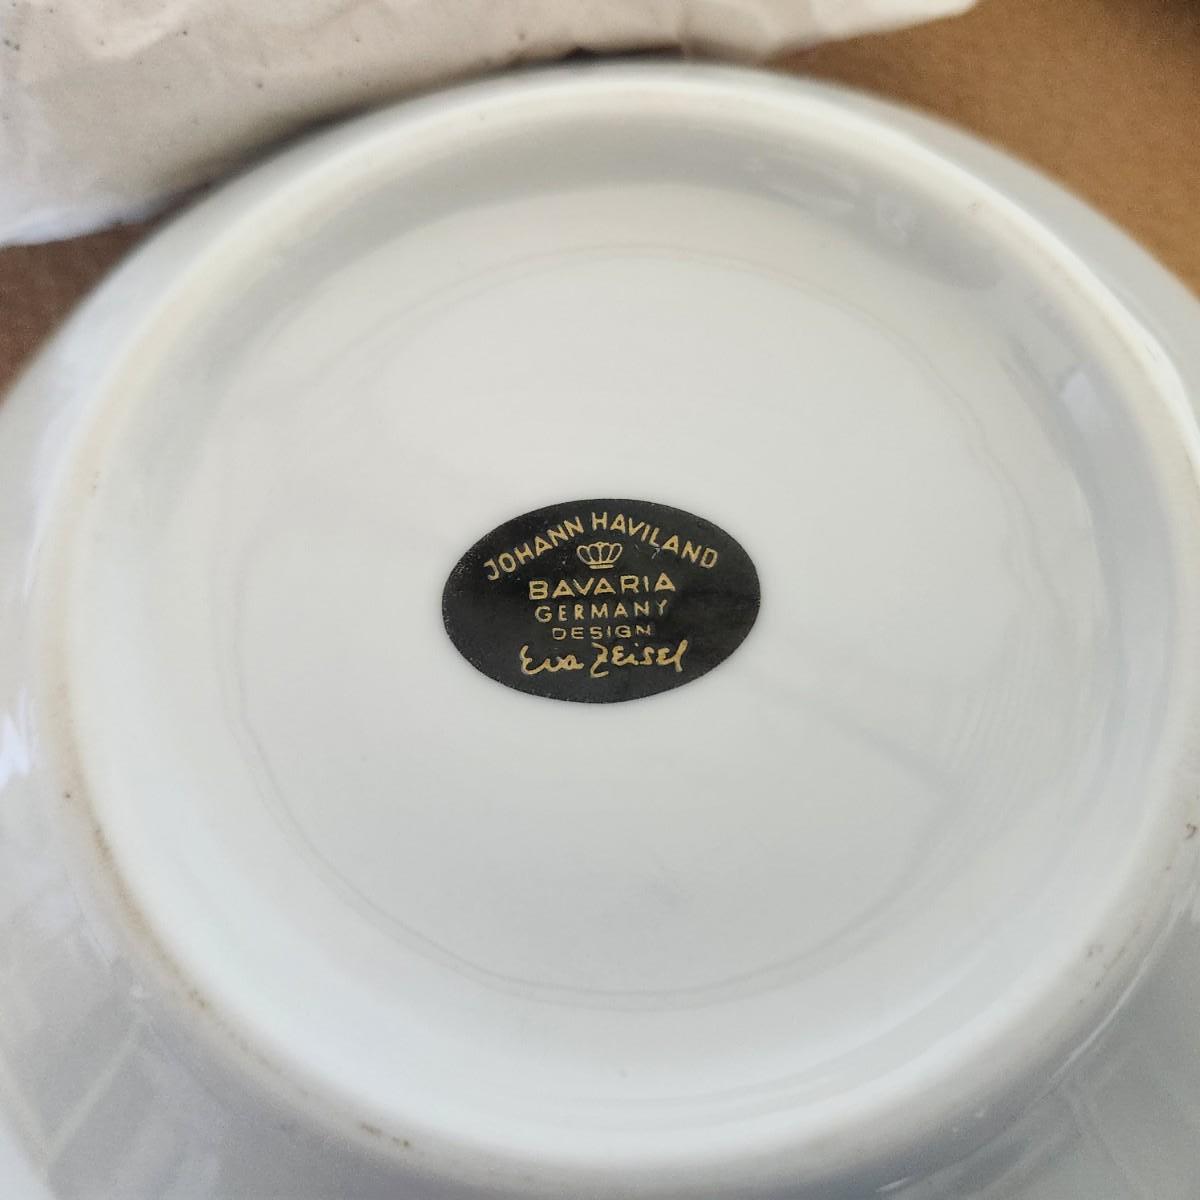 JOHANN HAVILAND
BAVARIA
GERMANY
DESIGN
Eva Zeisel